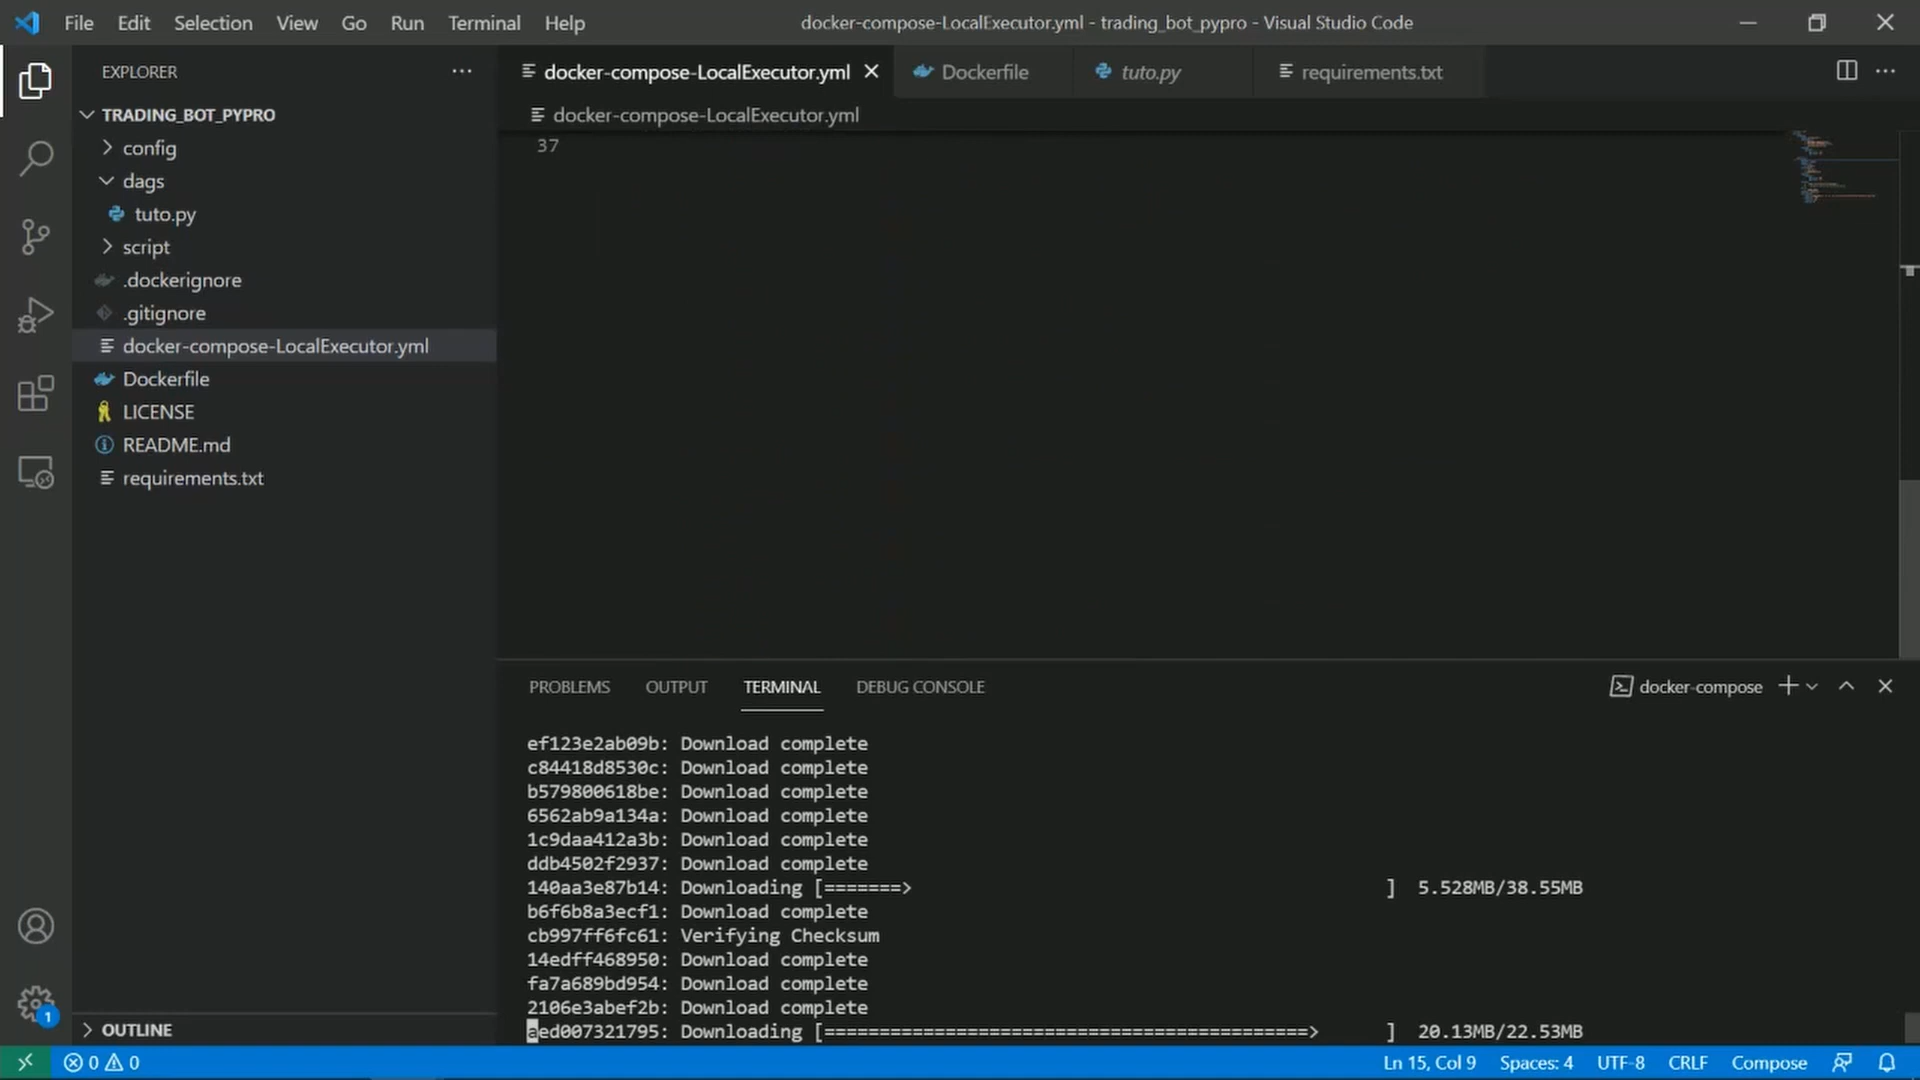 File Edit Selection View Go Run Terminal Help docker-compose-LocalExecutor.yml - trading_bot_pypro - Visual Studio Code
EXPLORER
TRADING_BOT_PYPRO
config
dags
tuto.py
script
.dockerignore
.gitignore
docker-compose-LocalExecutor.yml
Dockerfile
LICENSE
README.md
requirements.txt
OUTLINE
docker-compose-LocalExecutor.yml Dockerfile tuto.py requirements.txt
docker-compose-LocalExecutor.yml
37
PROBLEMS OUTPUT TERMINAL DEBUG CONSOLE docker-compose
ef123e2ab09b: Download complete
c84418d8530c: Download complete
b579800618be: Download complete
6562ab9a134a: Download complete
1c9daa412a3b: Download complete
ddb4502f2937: Download complete
140aa3e87b14: Downloading [=======> ] 5.528MB/38.55MB
b6f6b8a3ecf1: Download complete
cb997ff6fc61: Verifying Checksum
14edff468950: Download complete
fa7a689bd954: Download complete
2106e3abef2b: Download complete
aed007321795: Downloading [============================================> ] 20.13MB/22.53MB
1
0 0 Ln 15, Col 9 Spaces: 4 UTF-8 CRLF Compose